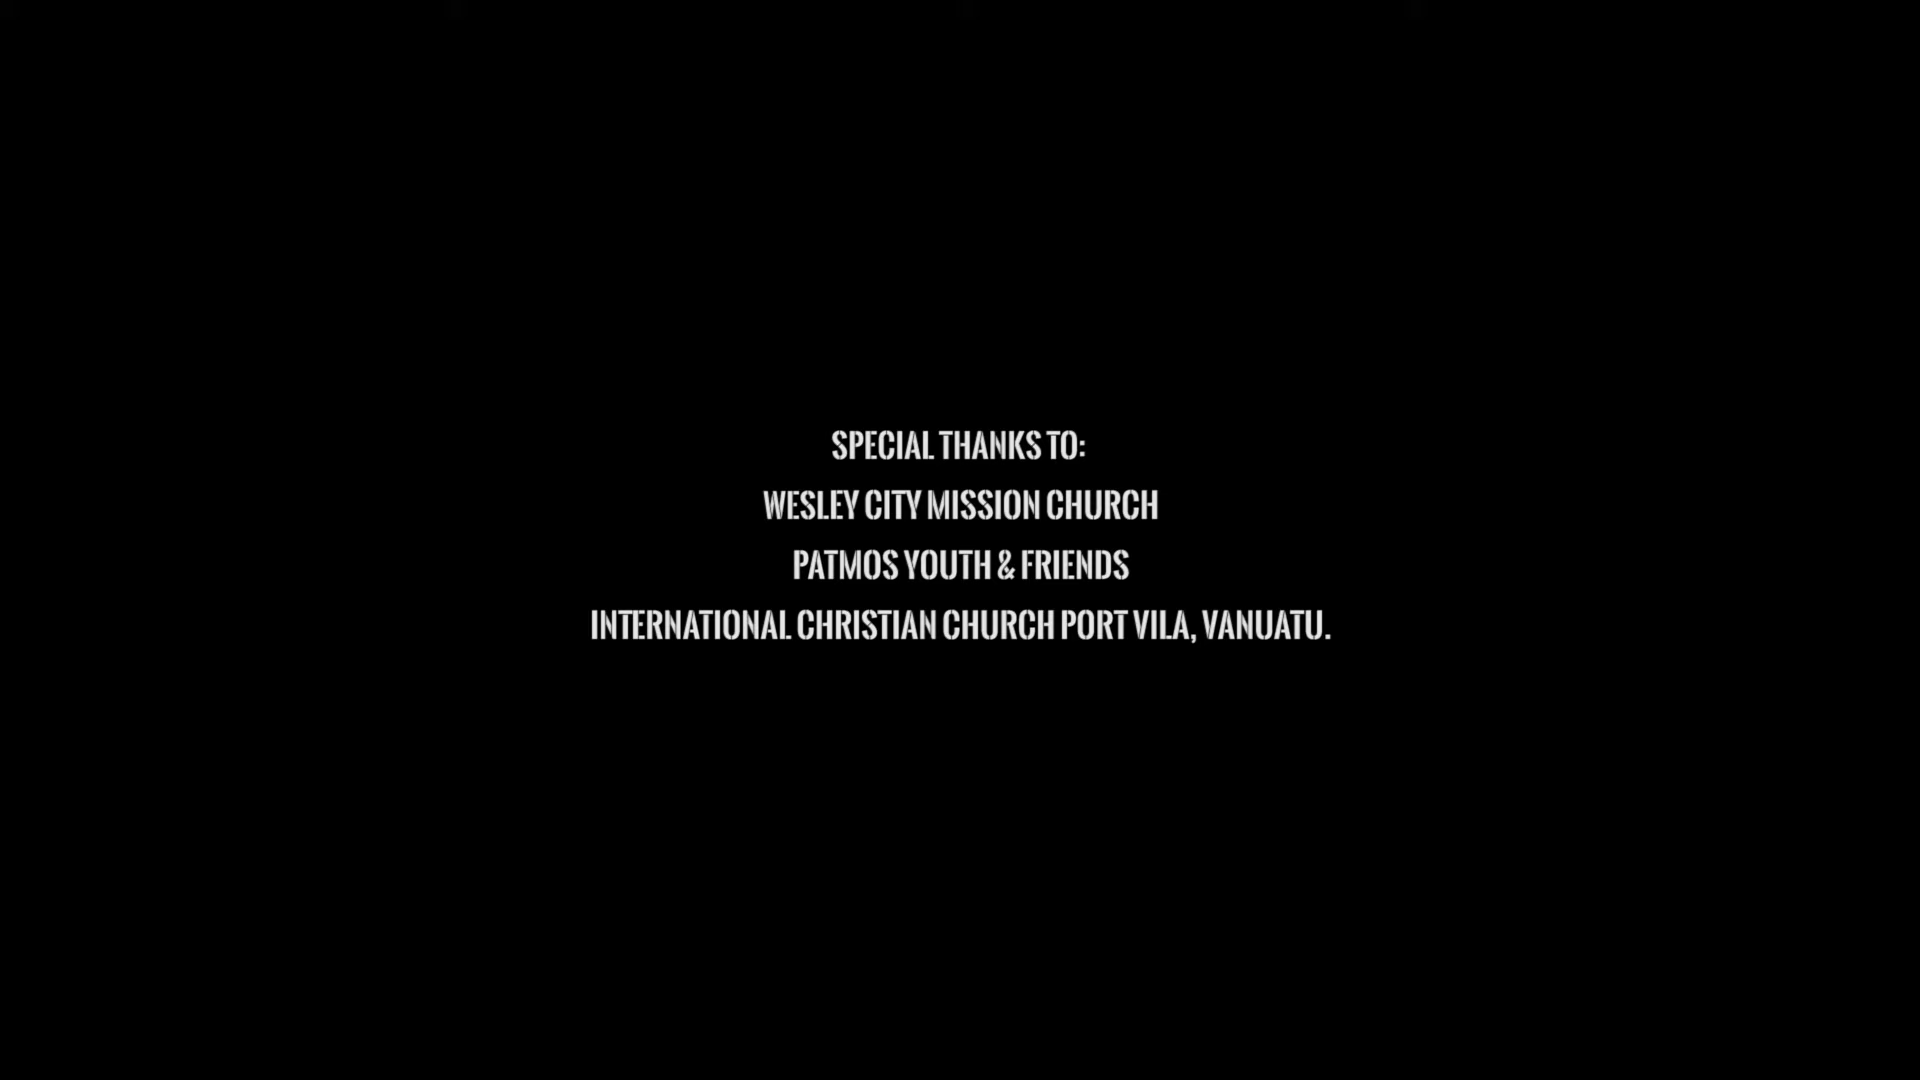 SPECIAL THANKS TO:
WESLEY CITY MISSION CHURCH
PATMOS YOUTH & FRIENDS
INTERNATIONAL CHRISTIAN CHURCH PORT VILA, VANUATU.